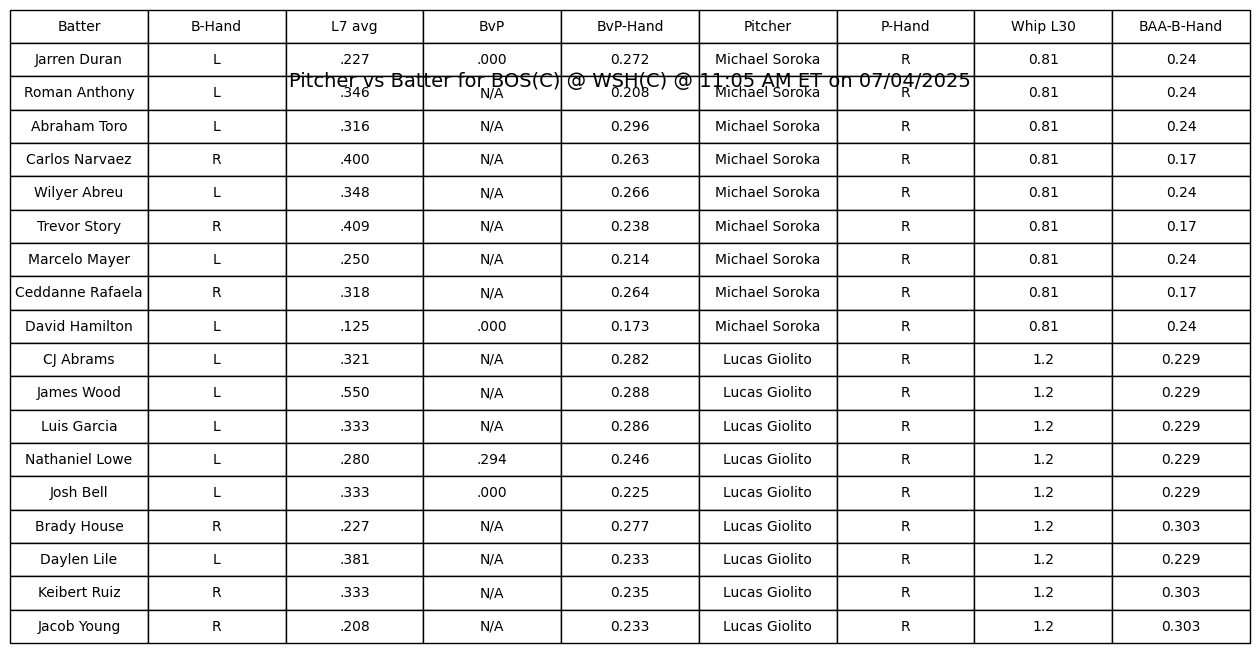 Batter B-Hand L7 avg BvP BvP-Hand Pitcher P-Hand Whip L30 BAA-B-Hand
Jarren Duran L .227 .000 0.272 Michael Soroka R 0.81 0.24
Pitcher vs Batter for BOS(C) @ WSH(C) @ 11:05 AM ET on 07/04/2025
Roman Anthony L .346 N/A 0.208 Michael Soroka R 0.81 0.24
Abraham Toro L .316 N/A 0.296 Michael Soroka R 0.81 0.24
Carlos Narvaez R .400 N/A 0.263 Michael Soroka R 0.81 0.17
Wilyer Abreu L .348 N/A 0.266 Michael Soroka R 0.81 0.24
Trevor Story R .409 N/A 0.238 Michael Soroka R 0.81 0.17
Marcelo Mayer L .250 N/A 0.214 Michael Soroka R 0.81 0.24
Ceddanne Rafaela R .318 N/A 0.264 Michael Soroka R 0.81 0.17
David Hamilton L .125 .000 0.173 Michael Soroka R 0.81 0.24
CJ Abrams L .321 N/A 0.282 Lucas Giolito R 1.2 0.229
James Wood L .550 N/A 0.288 Lucas Giolito R 1.2 0.229
Luis Garcia L .333 N/A 0.286 Lucas Giolito R 1.2 0.229
Nathaniel Lowe L .280 .294 0.246 Lucas Giolito R 1.2 0.229
Josh Bell L .333 .000 0.225 Lucas Giolito R 1.2 0.229
Brady House R .227 N/A 0.277 Lucas Giolito R 1.2 0.303
Daylen Lile L .381 N/A 0.233 Lucas Giolito R 1.2 0.229
Keibert Ruiz R .333 N/A 0.235 Lucas Giolito R 1.2 0.303
Jacob Young R .208 N/A 0.233 Lucas Giolito R 1.2 0.303